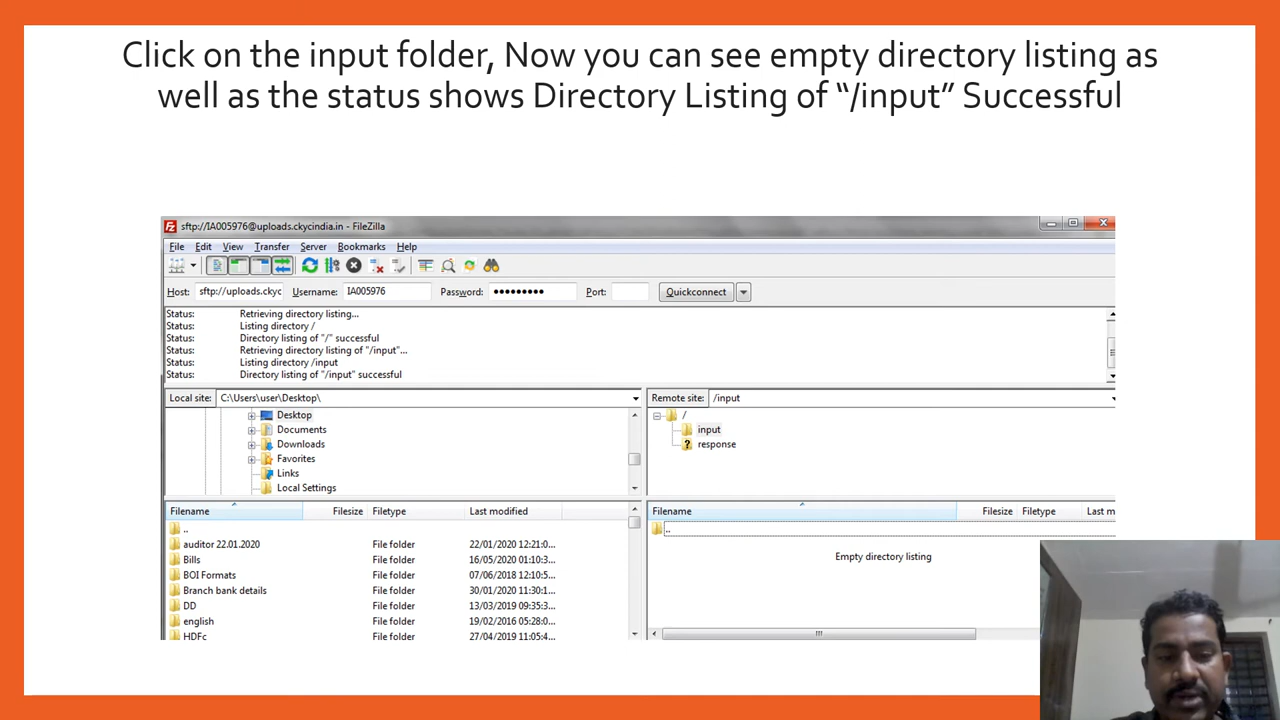 Click on the input folder, Now you can see empty directory listing as
well as the status shows Directory Listing of “/input” Successful
sftp://IA005976@uploads.ckycindia.in - FileZilla
File Edit View Transfer Server Bookmarks Help
Host: sftp://uploads.ckyc Username: IA005976 Password: ●●●●●●●●● Port: Quickconnect
Status: Retrieving directory listing...
Status: Listing directory /
Status: Directory listing of "/" successful
Status: Retrieving directory listing of "/input"...
Status: Listing directory /input
Status: Directory listing of "/input" successful
Local site: C:\Users\user\Desktop\
Desktop
Documents
Downloads
Favorites
Links
Local Settings
Remote site: /input
/
input
? response
Filename Filesize Filetype Last modified
..
auditor 22.01.2020 File folder 22/01/2020 12:21:0...
Bills File folder 16/05/2020 01:10:3...
BOI Formats File folder 07/06/2018 12:10:5...
Branch bank details File folder 30/01/2020 11:30:1...
DD File folder 13/03/2019 09:35:3...
english File folder 19/02/2016 05:28:0...
HDFc File folder 27/04/2019 11:05:4...
Filename Filesize Filetype Last m
..
Empty directory listing